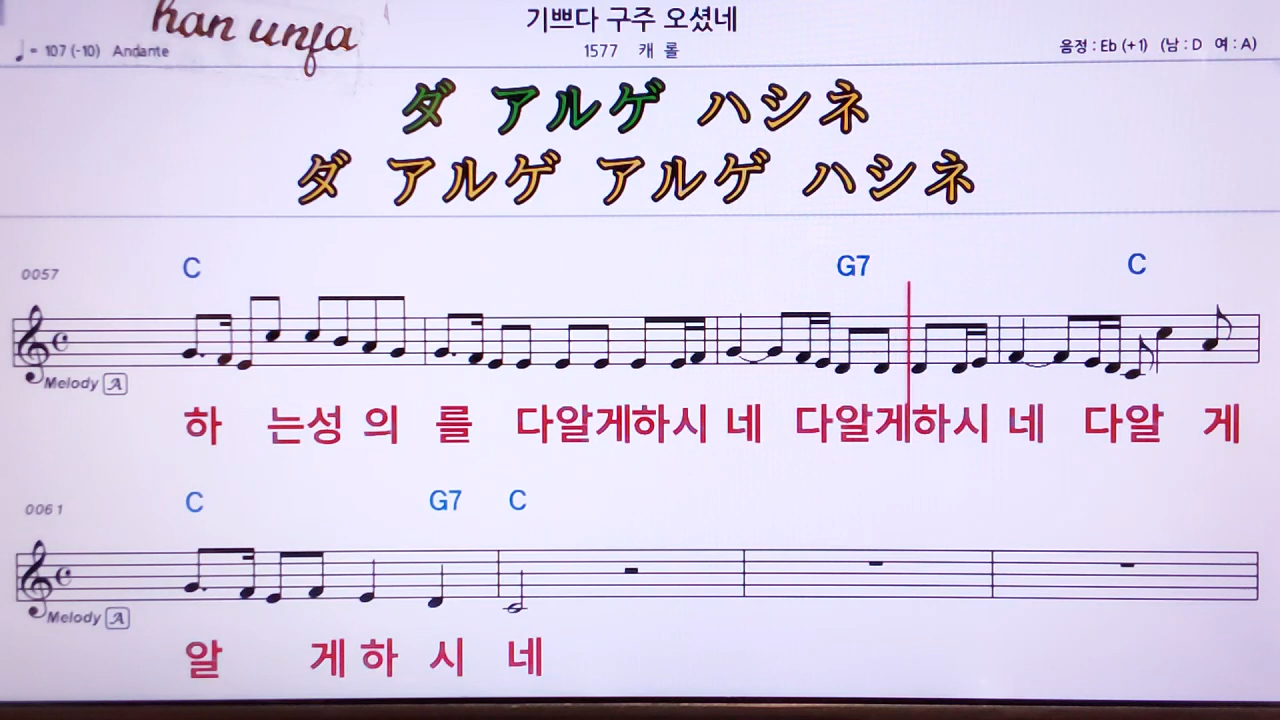 han unfa
기쁘다 구주 오셨네
♩ = 107 (-10) Andante
1577 캐 롤
음정 : Eb (+1) (남 : D 여 : A)
ダ アルゲ ハシネ
ダ アルゲ アルゲ ハシネ
0057 C G7 C
Melody A
하 는성 의 를 다알게하시 네 다알게하시 네 다알 게
0061 C G7 C
Melody A
알 게 하 시 네